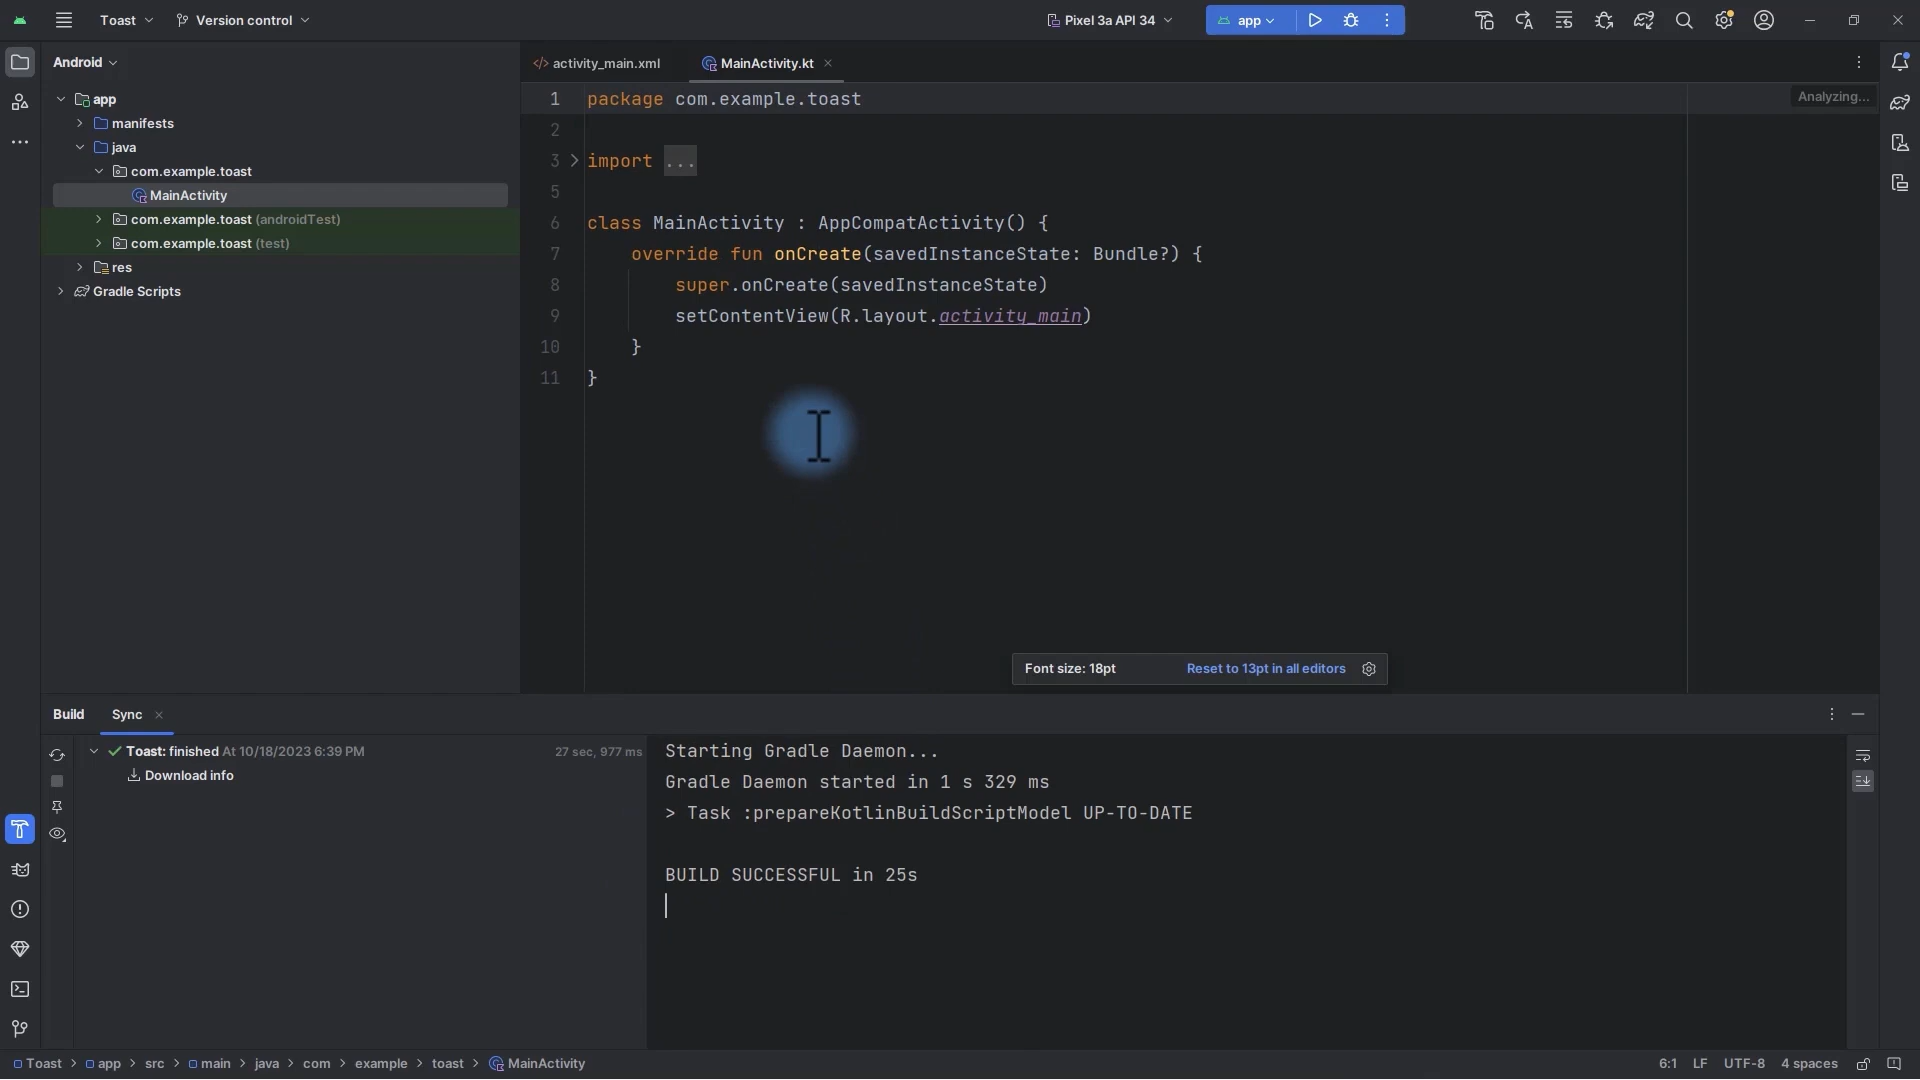 Toast
Version control
Pixel 3a API 34
app
Android
activity_main.xml
MainActivity.kt
app
manifests
java
com.example.toast
MainActivity
com.example.toast (androidTest)
com.example.toast (test)
res
Gradle Scripts
Analyzing...
1 package com.example.toast
2
3 import ...
5
6 class MainActivity : AppCompatActivity() {
7 override fun onCreate(savedInstanceState: Bundle?) {
8 super.onCreate(savedInstanceState)
9 setContentView(R.layout.activity_main)
10 }
11 }
Font size: 18pt Reset to 13pt in all editors
Build Sync
Toast: finished At 10/18/2023 6:39 PM 27 sec, 977 ms
Download info
Starting Gradle Daemon...
Gradle Daemon started in 1 s 329 ms
> Task :prepareKotlinBuildScriptModel UP-TO-DATE
BUILD SUCCESSFUL in 25s
Toast > app > src > main > java > com > example > toast > MainActivity
6:1 LF UTF-8 4 spaces